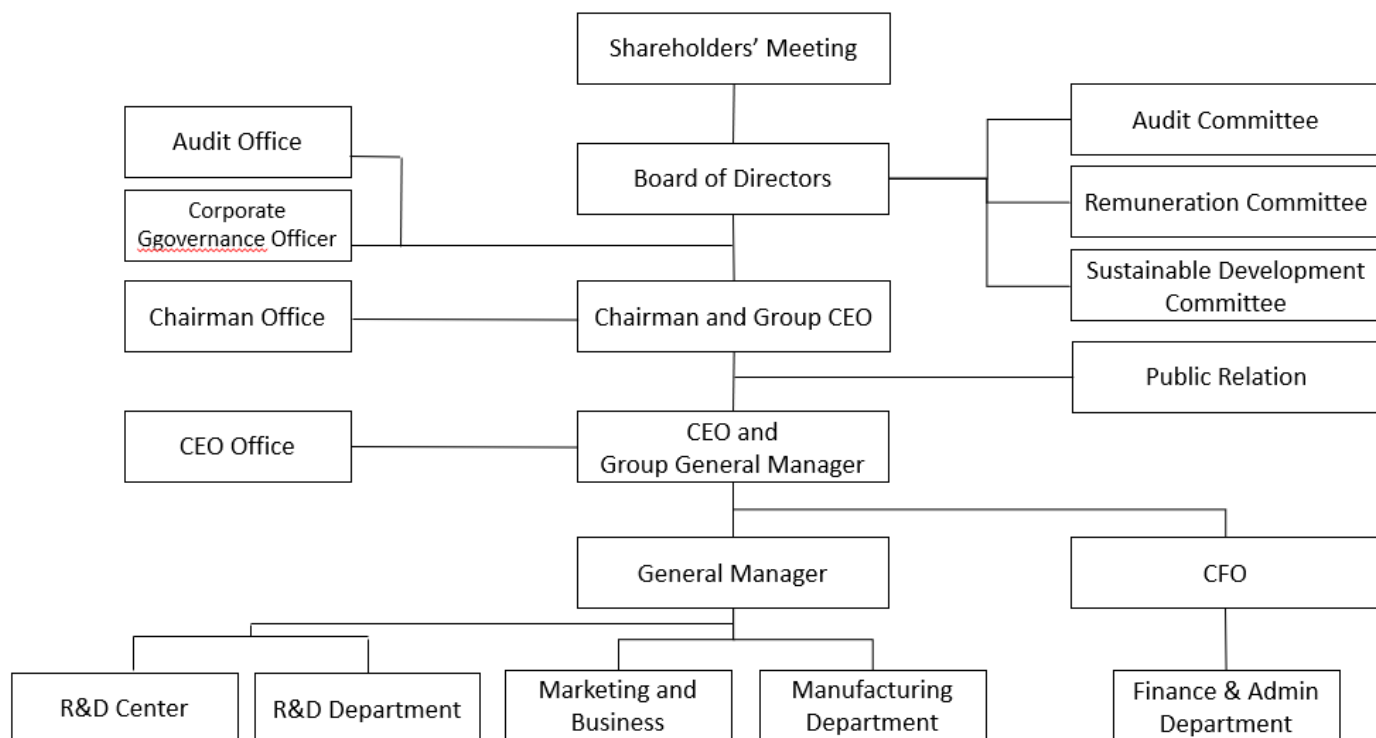 Shareholders’ Meeting
Audit Office
Audit Committee
Board of Directors
Corporate
Ggovernance Officer
Remuneration Committee
Sustainable Development
Committee
Chairman Office
Chairman and Group CEO
Public Relation
CEO Office
CEO and
Group General Manager
General Manager
CFO
R&D Center
R&D Department
Marketing and
Business
Manufacturing
Department
Finance & Admin
Department